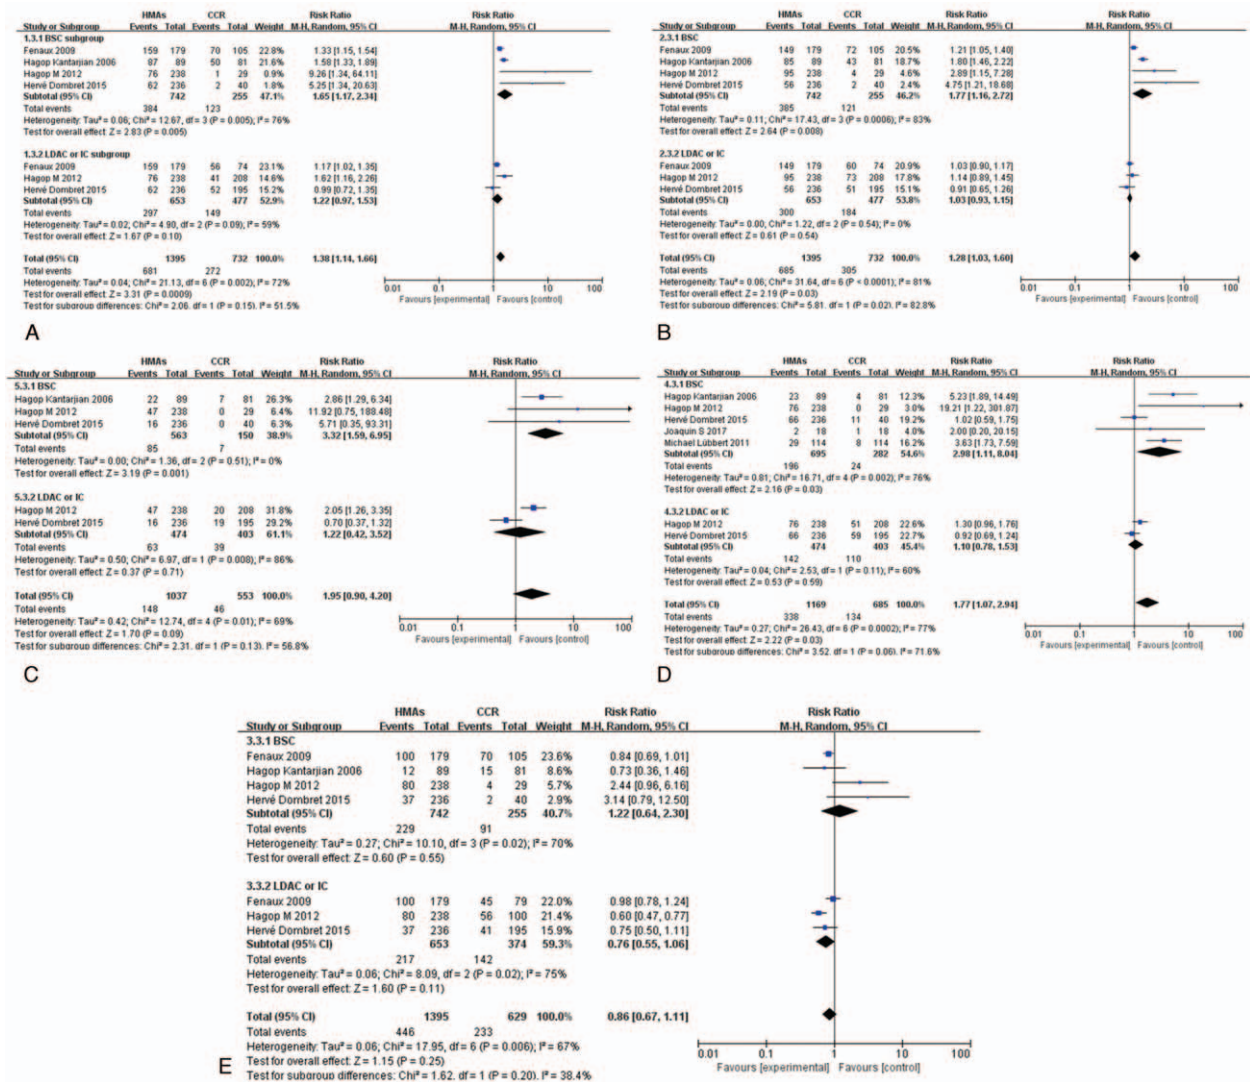 HMAs CCR Risk Ratio Risk Ratio
Study or Subgroup Events Total Events Total Weight M-H, Random, 95% CI M-H, Random, 95% CI
1.3.1 BSC subgroup
Fenaux 2009 159 179 70 105 22.8% 1.33 [1.15, 1.54]
Hagop Kantarjian 2006 87 89 50 81 21.6% 1.58 [1.33, 1.89]
Hagop M 2012 76 238 1 29 0.9% 9.26 [1.34, 64.11]
Hervé Dombret 2015 62 236 2 40 1.8% 5.25 [1.34, 20.63]
Subtotal (95% CI) 742 255 47.1% 1.65 [1.17, 2.34]
Total events 384 123
Heterogeneity: Tau² = 0.06; Chi² = 12.67, df = 3 (P = 0.005); I² = 76%
Test for overall effect: Z = 2.83 (P = 0.005)
1.3.2 LDAC or IC subgroup
Fenaux 2009 159 179 56 74 23.1% 1.17 [1.02, 1.35]
Hagop M 2012 76 238 41 208 14.6% 1.62 [1.16, 2.26]
Hervé Dombret 2015 62 236 52 195 15.2% 0.99 [0.72, 1.35]
Subtotal (95% CI) 653 477 52.9% 1.22 [0.97, 1.53]
Total events 297 149
Heterogeneity: Tau² = 0.02; Chi² = 4.90, df = 2 (P = 0.09); I² = 59%
Test for overall effect: Z = 1.67 (P = 0.10)
Total (95% CI) 1395 732 100.0% 1.38 [1.14, 1.66]
Total events 681 272
Heterogeneity: Tau² = 0.04; Chi² = 21.13, df = 6 (P = 0.002); I² = 72%
Test for overall effect: Z = 3.31 (P = 0.0009)
Test for subgroup differences: Chi² = 2.06, df = 1 (P = 0.15), I² = 51.5%
0.01 0.1 1 10 100
Favours [experimental] Favours [control]
A
HMAs CCR Risk Ratio Risk Ratio
Study or Subgroup Events Total Events Total Weight M-H, Random, 95% CI M-H, Random, 95% CI
2.3.1 BSC
Fenaux 2009 149 179 72 105 20.5% 1.21 [1.05, 1.40]
Hagop Kantarjian 2006 85 89 43 81 18.7% 1.80 [1.46, 2.22]
Hagop M 2012 95 238 4 29 4.6% 2.89 [1.15, 7.28]
Hervé Dombret 2015 56 236 2 40 2.4% 4.75 [1.21, 18.68]
Subtotal (95% CI) 742 255 46.2% 1.77 [1.16, 2.72]
Total events 385 121
Heterogeneity: Tau² = 0.11; Chi² = 17.43, df = 3 (P = 0.0006); I² = 83%
Test for overall effect: Z = 2.64 (P = 0.008)
2.3.2 LDAC or IC
Fenaux 2009 149 179 60 74 20.9% 1.03 [0.90, 1.17]
Hagop M 2012 95 238 73 208 17.8% 1.14 [0.89, 1.45]
Hervé Dombret 2015 56 236 51 195 15.1% 0.91 [0.65, 1.26]
Subtotal (95% CI) 653 477 53.8% 1.03 [0.93, 1.15]
Total events 300 184
Heterogeneity: Tau² = 0.00; Chi² = 1.22, df = 2 (P = 0.54); I² = 0%
Test for overall effect: Z = 0.61 (P = 0.54)
Total (95% CI) 1395 732 100.0% 1.28 [1.03, 1.60]
Total events 685 305
Heterogeneity: Tau² = 0.06; Chi² = 31.64, df = 6 (P < 0.0001); I² = 81%
Test for overall effect: Z = 2.19 (P = 0.03)
Test for subgroup differences: Chi² = 5.81, df = 1 (P = 0.02), I² = 82.8%
0.01 0.1 1 10 100
Favours [experimental] Favours [control]
B
HMAs CCR Risk Ratio Risk Ratio
Study or Subgroup Events Total Events Total Weight M-H, Random, 95% CI M-H, Random, 95% CI
5.3.1 BSC
Hagop Kantarjian 2006 22 89 7 81 26.3% 2.86 [1.29, 6.34]
Hagop M 2012 47 238 0 29 6.4% 11.92 [0.75, 188.48]
Hervé Dombret 2015 16 236 0 40 6.2% 5.71 [0.35, 93.31]
Subtotal (95% CI) 563 150 38.9% 3.32 [1.59, 6.95]
Total events 85 7
Heterogeneity: Tau² = 0.00; Chi² = 1.36, df = 2 (P = 0.51); I² = 0%
Test for overall effect: Z = 3.19 (P = 0.001)
5.3.2 LDAC or IC
Hagop M 2012 47 238 20 208 31.8% 2.05 [1.26, 3.35]
Hervé Dombret 2015 16 236 19 195 29.2% 0.70 [0.37, 1.32]
Subtotal (95% CI) 474 403 61.1% 1.22 [0.42, 3.52]
Total events 63 39
Heterogeneity: Tau² = 0.50; Chi² = 6.97, df = 1 (P = 0.008); I² = 86%
Test for overall effect: Z = 0.37 (P = 0.71)
Total (95% CI) 1037 553 100.0% 1.95 [0.90, 4.20]
Total events 148 46
Heterogeneity: Tau² = 0.42; Chi² = 12.74, df = 4 (P = 0.01); I² = 69%
Test for overall effect: Z = 1.70 (P = 0.09)
Test for subgroup differences: Chi² = 2.31, df = 1 (P = 0.13), I² = 56.8%
0.01 0.1 1 10 100
Favours [experimental] Favours [control]
C
HMAs CCR Risk Ratio Risk Ratio
Study or Subgroup Events Total Events Total Weight M-H, Random, 95% CI M-H, Random, 95% CI
4.3.1 BSC
Hagop Kantarjian 2006 23 89 4 81 13.5% 5.23 [1.89, 14.49]
Hagop M 2012 76 238 0 29 3.0% 19.21 [1.22, 301.87]
Hervé Dombret 2015 66 236 11 40 19.2% 1.02 [0.59, 1.75]
Joaquin S 2017 2 18 1 18 4.0% 2.00 [0.20, 20.15]
Michael Lübbert 2011 29 114 8 114 16.2% 3.63 [1.73, 7.59]
Subtotal (95% CI) 695 282 54.6% 2.98 [1.11, 8.04]
Total events 196 24
Heterogeneity: Tau² = 0.81; Chi² = 16.71, df = 4 (P = 0.002); I² = 76%
Test for overall effect: Z = 2.16 (P = 0.03)
4.3.2 LDAC or IC
Hagop M 2012 76 238 51 208 22.6% 1.30 [0.96, 1.76]
Hervé Dombret 2015 66 236 59 195 22.7% 0.92 [0.69, 1.24]
Subtotal (95% CI) 474 403 45.4% 1.10 [0.78, 1.53]
Total events 142 110
Heterogeneity: Tau² = 0.04; Chi² = 2.53, df = 1 (P = 0.11); I² = 60%
Test for overall effect: Z = 0.53 (P = 0.59)
Total (95% CI) 1169 685 100.0% 1.77 [1.07, 2.94]
Total events 338 134
Heterogeneity: Tau² = 0.27; Chi² = 26.43, df = 6 (P = 0.0002); I² = 77%
Test for overall effect: Z = 2.22 (P = 0.03)
Test for subgroup differences: Chi² = 3.52, df = 1 (P = 0.06), I² = 71.6%
0.01 0.1 1 10 100
Favours [experimental] Favours [control]
D
HMAs CCR Risk Ratio Risk Ratio
Study or Subgroup Events Total Events Total Weight M-H, Random, 95% CI M-H, Random, 95% CI
3.3.1 BSC
Fenaux 2009 100 179 70 105 23.6% 0.84 [0.69, 1.01]
Hagop Kantarjian 2006 12 89 15 81 8.6% 0.73 [0.36, 1.46]
Hagop M 2012 80 238 4 29 5.7% 2.44 [0.96, 6.16]
Hervé Dombret 2015 37 236 2 40 2.9% 3.14 [0.79, 12.50]
Subtotal (95% CI) 742 255 40.7% 1.22 [0.64, 2.30]
Total events 229 91
Heterogeneity: Tau² = 0.27; Chi² = 10.10, df = 3 (P = 0.02); I² = 70%
Test for overall effect: Z = 0.60 (P = 0.55)
3.3.2 LDAC or IC
Fenaux 2009 100 179 45 79 22.0% 0.98 [0.78, 1.24]
Hagop M 2012 80 238 56 100 21.4% 0.60 [0.47, 0.77]
Hervé Dombret 2015 37 236 41 195 15.9% 0.75 [0.50, 1.11]
Subtotal (95% CI) 653 374 59.3% 0.76 [0.55, 1.06]
Total events 217 142
Heterogeneity: Tau² = 0.06; Chi² = 8.09, df = 2 (P = 0.02); I² = 75%
Test for overall effect: Z = 1.60 (P = 0.11)
Total (95% CI) 1395 629 100.0% 0.86 [0.67, 1.11]
Total events 446 233
Heterogeneity: Tau² = 0.06; Chi² = 17.95, df = 6 (P = 0.006); I² = 67%
Test for overall effect: Z = 1.15 (P = 0.25)
Test for subgroup differences: Chi² = 1.62, df = 1 (P = 0.20), I² = 38.4%
0.01 0.1 1 10 100
Favours [experimental] Favours [control]
E